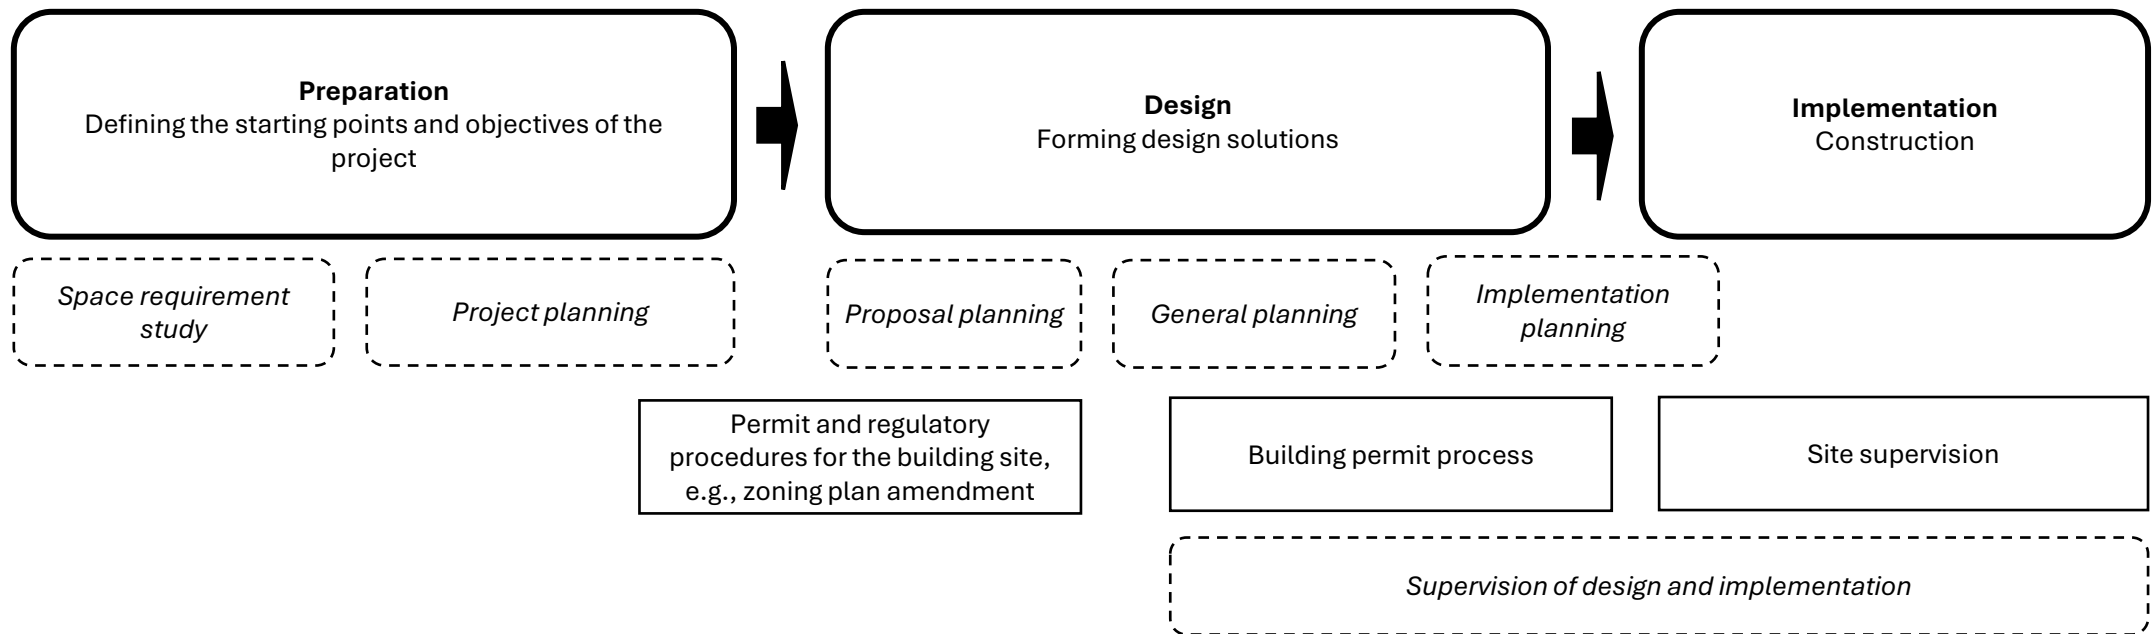 Preparation
Defining the starting points and objectives of the
project
Design
Forming design solutions
Implementation
Construction
Space requirement
study
Project planning
Proposal planning
General planning
Implementation
planning
Permit and regulatory
procedures for the building site,
e.g., zoning plan amendment
Building permit process
Site supervision
Supervision of design and implementation